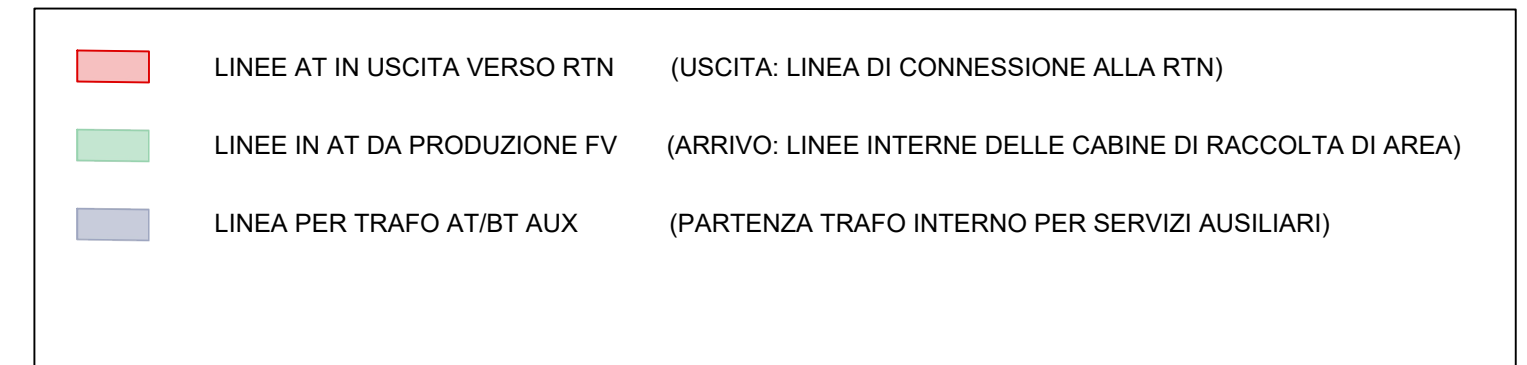 LINEE AT IN USCITA VERSO RTN (USCITA: LINEA DI CONNESSIONE ALLA RTN)
LINEE IN AT DA PRODUZIONE FV (ARRIVO: LINEE INTERNE DELLE CABINE DI RACCOLTA DI AREA)
LINEA PER TRAFO AT/BT AUX (PARTENZA TRAFO INTERNO PER SERVIZI AUSILIARI)